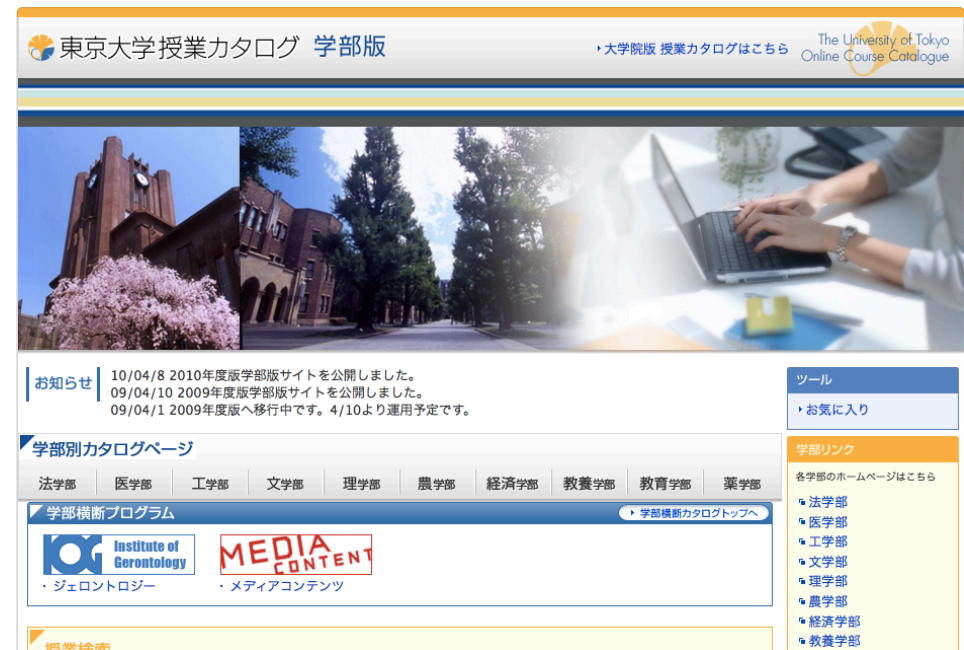 東京大学授業カタログ 学部版
大学院版 授業カタログはこちら
The University of Tokyo
Online Course Catalogue
お知らせ
10/04/8 2010年度版学部版サイトを公開しました。
09/04/10 2009年度版学部版サイトを公開しました。
09/04/1 2009年度版へ移行中です。4/10より運用予定です。
ツール
お気に入り
学部別カタログページ
法学部 医学部 工学部 文学部 理学部 農学部 経済学部 教養学部 教育学部 薬学部
学部横断プログラム
学部横断カタログトップへ
Institute of
Gerontology
MEDIA
CONTENT
・ジェロントロジー
・メディアコンテンツ
学部リンク
各学部のホームページはこちら
法学部
医学部
工学部
文学部
理学部
農学部
経済学部
教養学部
授業検索